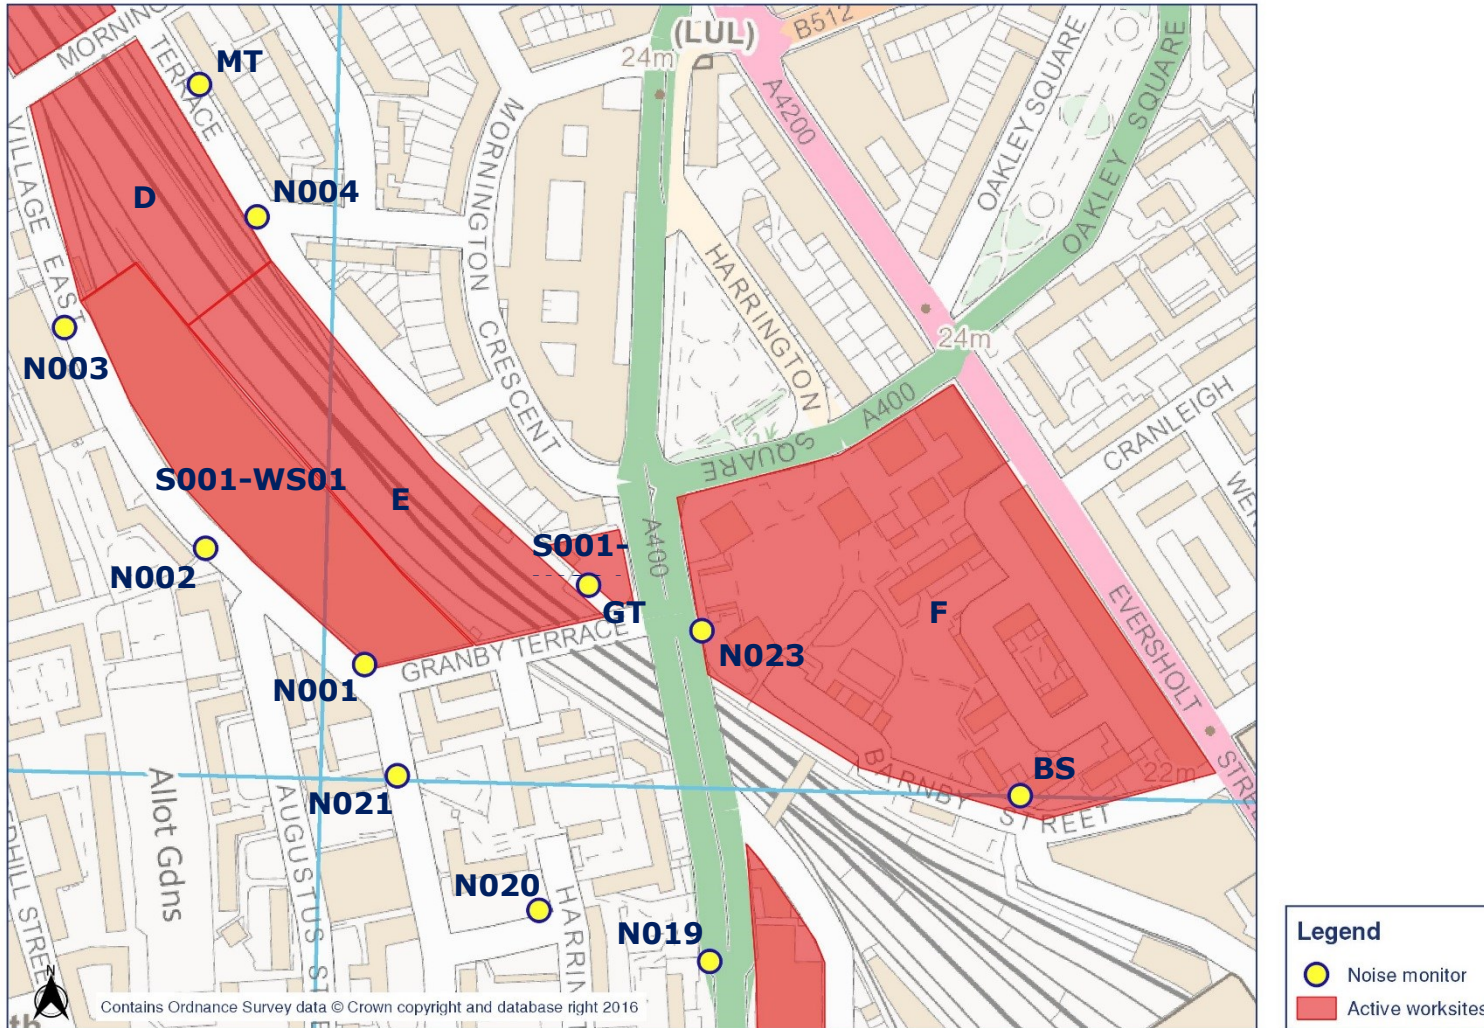 MORNING
TERRACE
MT
(LUL)
24m
B512
A4200
OAKLEY SQUARE
OAKLEY SQUARE
VILLAGE EAST
D
N004
MORNINGTON CRESCENT
HARRINGTON
SQUARE
A400
24m
CRANLEIGH
N003
S001-WS01
E
N002
S001-
GT
A400
F
N023
EVERSHOLT STREET
GRANBY TERRACE
N001
N021
BS
22m
BARNBY STREET
Allot Gdns
AUGUSTUS
N020
N019
N
Contains Ordnance Survey data © Crown copyright and database right 2016
Legend
Noise monitor
Active worksites